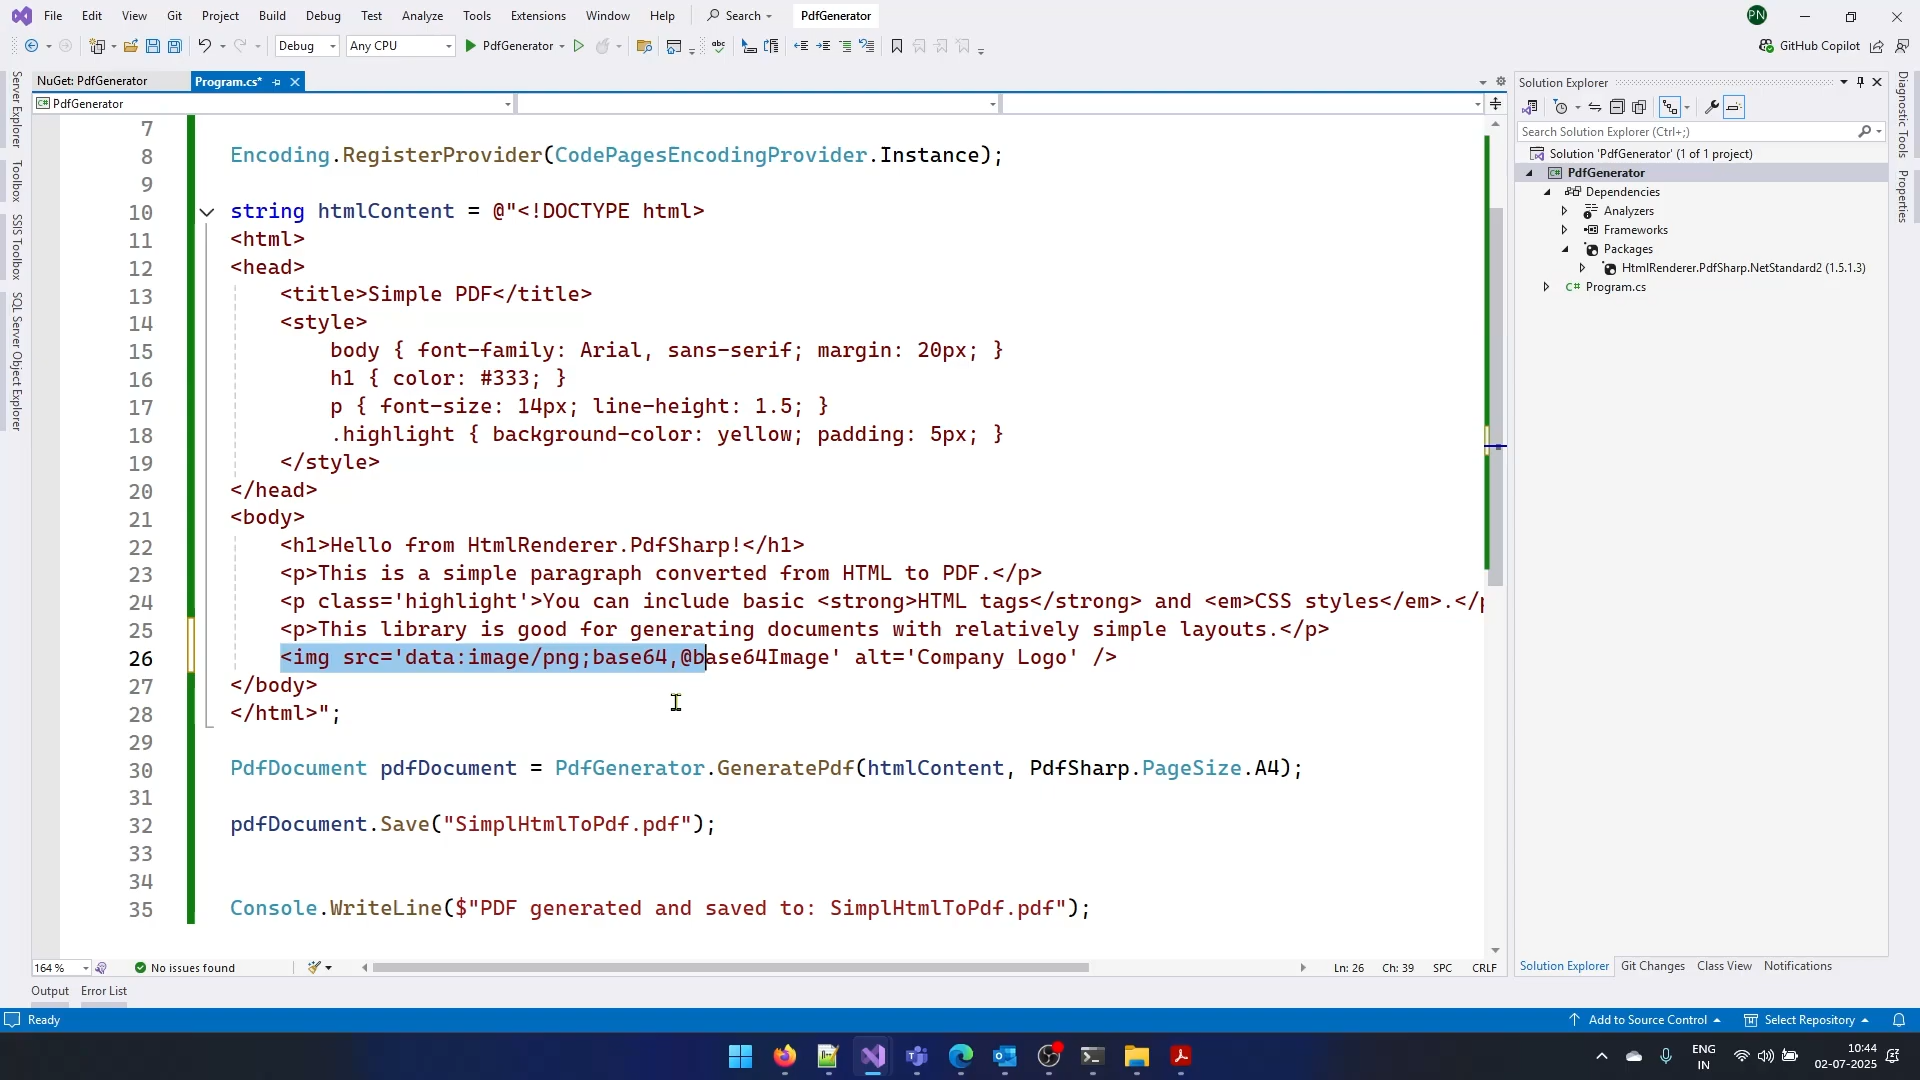 File Edit View Git Project Build Debug Test Analyze Tools Extensions Window Help Search PdfGenerator PN
Debug Any CPU PdfGenerator GitHub Copilot
NuGet: PdfGenerator Program.cs*
PdfGenerator
7
8 Encoding.RegisterProvider(CodePagesEncodingProvider.Instance);
9
10 string htmlContent = @"<!DOCTYPE html>
11 <html>
12 <head>
13 <title>Simple PDF</title>
14 <style>
15 body { font-family: Arial, sans-serif; margin: 20px; }
16 h1 { color: #333; }
17 p { font-size: 14px; line-height: 1.5; }
18 .highlight { background-color: yellow; padding: 5px; }
19 </style>
20 </head>
21 <body>
22 <h1>Hello from HtmlRenderer.PdfSharp!</h1>
23 <p>This is a simple paragraph converted from HTML to PDF.</p>
24 <p class='highlight'>You can include basic <strong>HTML tags</strong> and <em>CSS styles</em>.</p
25 <p>This library is good for generating documents with relatively simple layouts.</p>
26 <img src='data:image/png;base64,@base64Image' alt='Company Logo' />
27 </body>
28 </html>";
29
30 PdfDocument pdfDocument = PdfGenerator.GeneratePdf(htmlContent, PdfSharp.PageSize.A4);
31
32 pdfDocument.Save("SimplHtmlToPdf.pdf");
33
34
35 Console.WriteLine($"PDF generated and saved to: SimplHtmlToPdf.pdf");
164 % No issues found Ln: 26 Ch: 39 SPC CRLF
Output Error List
Ready Add to Source Control Select Repository
Server Explorer
Toolbox
SSIS Toolbox
SQL Server Object Explorer
Solution Explorer
Search Solution Explorer (Ctrl+;)
Solution 'PdfGenerator' (1 of 1 project)
C# PdfGenerator
Dependencies
Analyzers
Frameworks
Packages
HtmlRenderer.PdfSharp.NetStandard2 (1.5.1.3)
C# Program.cs
Solution Explorer Git Changes Class View Notifications
Diagnostic Tools
Properties
ENG
IN
10:44
02-07-2025